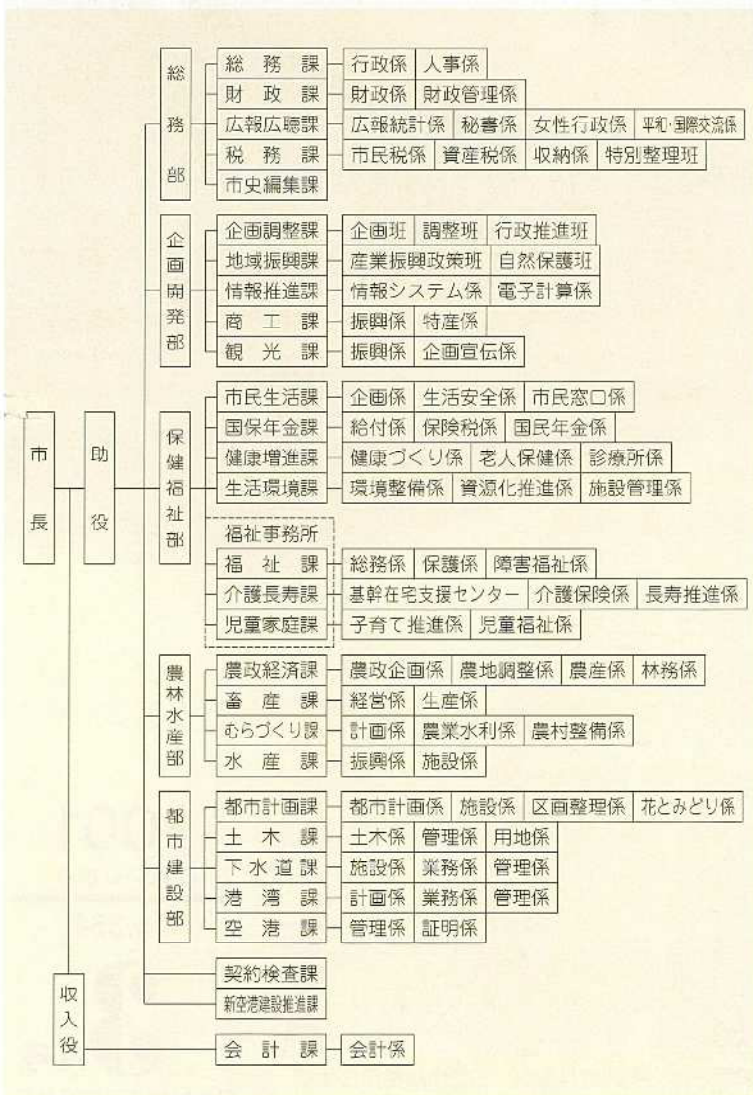 市長
助役
収入役
総務部
総務課 行政係 人事係
財政課 財政係 財政管理係
広報広聴課 広報統計係 秘書係 女性行政係 平和・国際交流係
税務課 市民税係 資産税係 収納係 特別整理班
市史編集課
企画開発部
企画調整課 企画班 調整班 行政推進班
地域振興課 産業振興政策班 自然保護班
情報推進課 情報システム係 電子計算係
商工課 振興係 特産係
観光課 振興係 企画宣伝係
保健福祉部
市民生活課 企画係 生活安全係 市民窓口係
国保年金課 給付係 保険税係 国民年金係
健康増進課 健康づくり係 老人保健係 診療所係
生活環境課 環境整備係 資源化推進係 施設管理係
福祉事務所
福祉課 総務係 保護係 障害福祉係
介護長寿課 基幹在宅支援センター 介護保険係 長寿推進係
児童家庭課 子育て推進係 児童福祉係
農林水産部
農政経済課 農政企画係 農地調整係 農産係 林務係
畜産課 経営係 生産係
むらづくり課 計画係 農業水利係 農村整備係
水産課 振興係 施設係
都市建設部
都市計画課 都市計画係 施設係 区画整理係 花とみどり係
土木課 土木係 管理係 用地係
下水道課 施設係 業務係 管理係
港湾課 計画係 業務係 管理係
空港課 管理係 証明係
契約検査課
新空港建設推進課
会計課 会計係